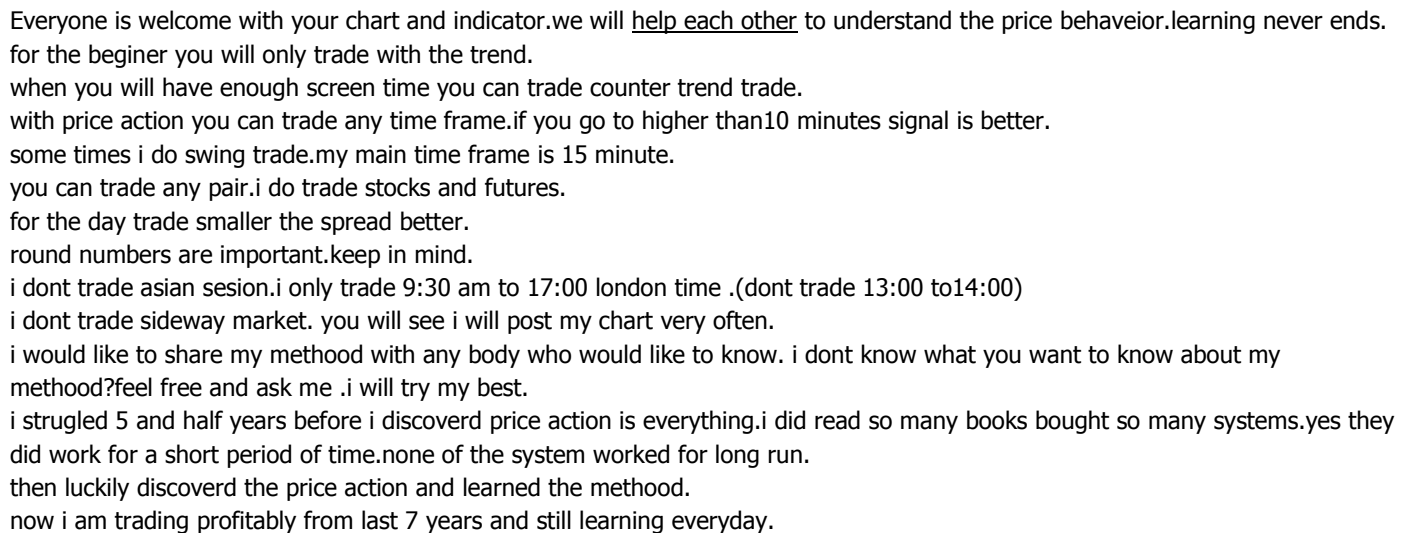 Everyone is welcome with your chart and indicator.we will help each other to understand the price behaveior.learning never ends.
for the beginer you will only trade with the trend.
when you will have enough screen time you can trade counter trend trade.
with price action you can trade any time frame.if you go to higher than10 minutes signal is better.
some times i do swing trade.my main time frame is 15 minute.
you can trade any pair.i do trade stocks and futures.
for the day trade smaller the spread better.
round numbers are important.keep in mind.
i dont trade asian sesion.i only trade 9:30 am to 17:00 london time .(dont trade 13:00 to14:00)
i dont trade sideway market. you will see i will post my chart very often.
i would like to share my methood with any body who would like to know. i dont know what you want to know about my
methood?feel free and ask me .i will try my best.
i strugled 5 and half years before i discoverd price action is everything.i did read so many books bought so many systems.yes they
did work for a short period of time.none of the system worked for long run.
then luckily discoverd the price action and learned the methood.
now i am trading profitably from last 7 years and still learning everyday.